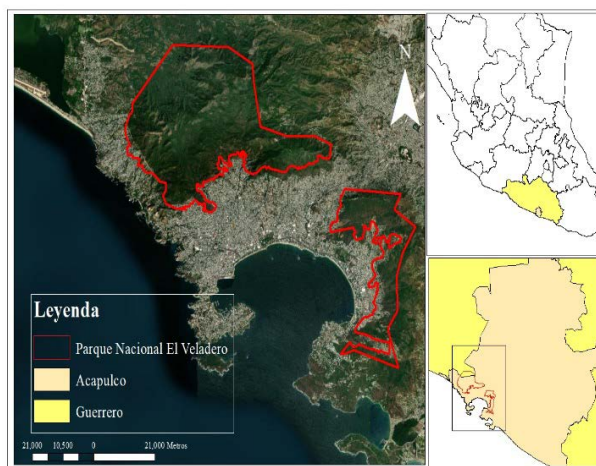 N
Leyenda
Parque Nacional El Veladero
Acapulco
Guerrero
21,000 10,500 0 21,000 Metros